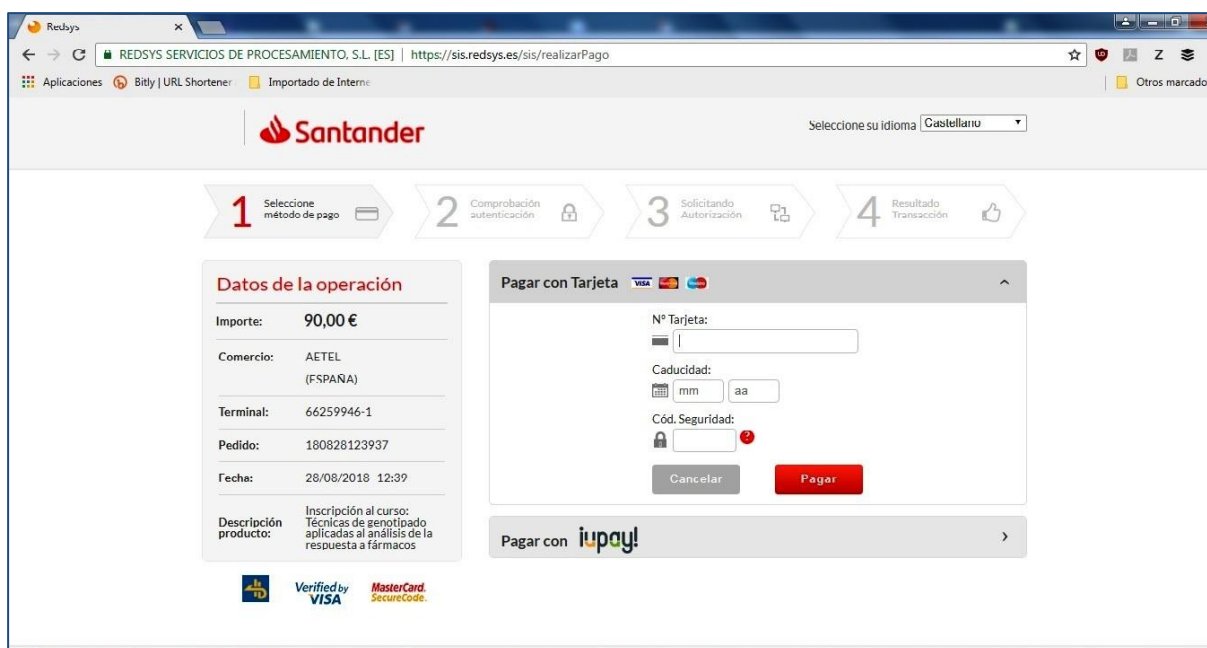 Redsys
REDSYS SERVICIOS DE PROCESAMIENTO, S.L. [ES] | https://sis.redsys.es/sis/realizarPago
Aplicaciones Bitly | URL Shortener Importado de Interne Otros marcado
Santander
Seleccione su idioma Castellano
1 Seleccione
método de pago
2 Comprobación
autenticación
3 Solicitando
Autorización
4 Resultado
Transacción
Datos de la operación
Importe: 90,00 €
Comercio: AETEL
(ESPAÑA)
Terminal: 66259946-1
Pedido: 180828123937
Fecha: 28/08/2018 12:39
Descripción
producto:
Inscripción al curso:
Técnicas de genotipado
aplicadas al análisis de la
respuesta a fármacos
Verified by
VISA
MasterCard.
SecureCode.
Pagar con Tarjeta VISA
Nº Tarjeta:
Caducidad:
mm aa
Cód. Seguridad:
?
Cancelar Pagar
Pagar con iupay!